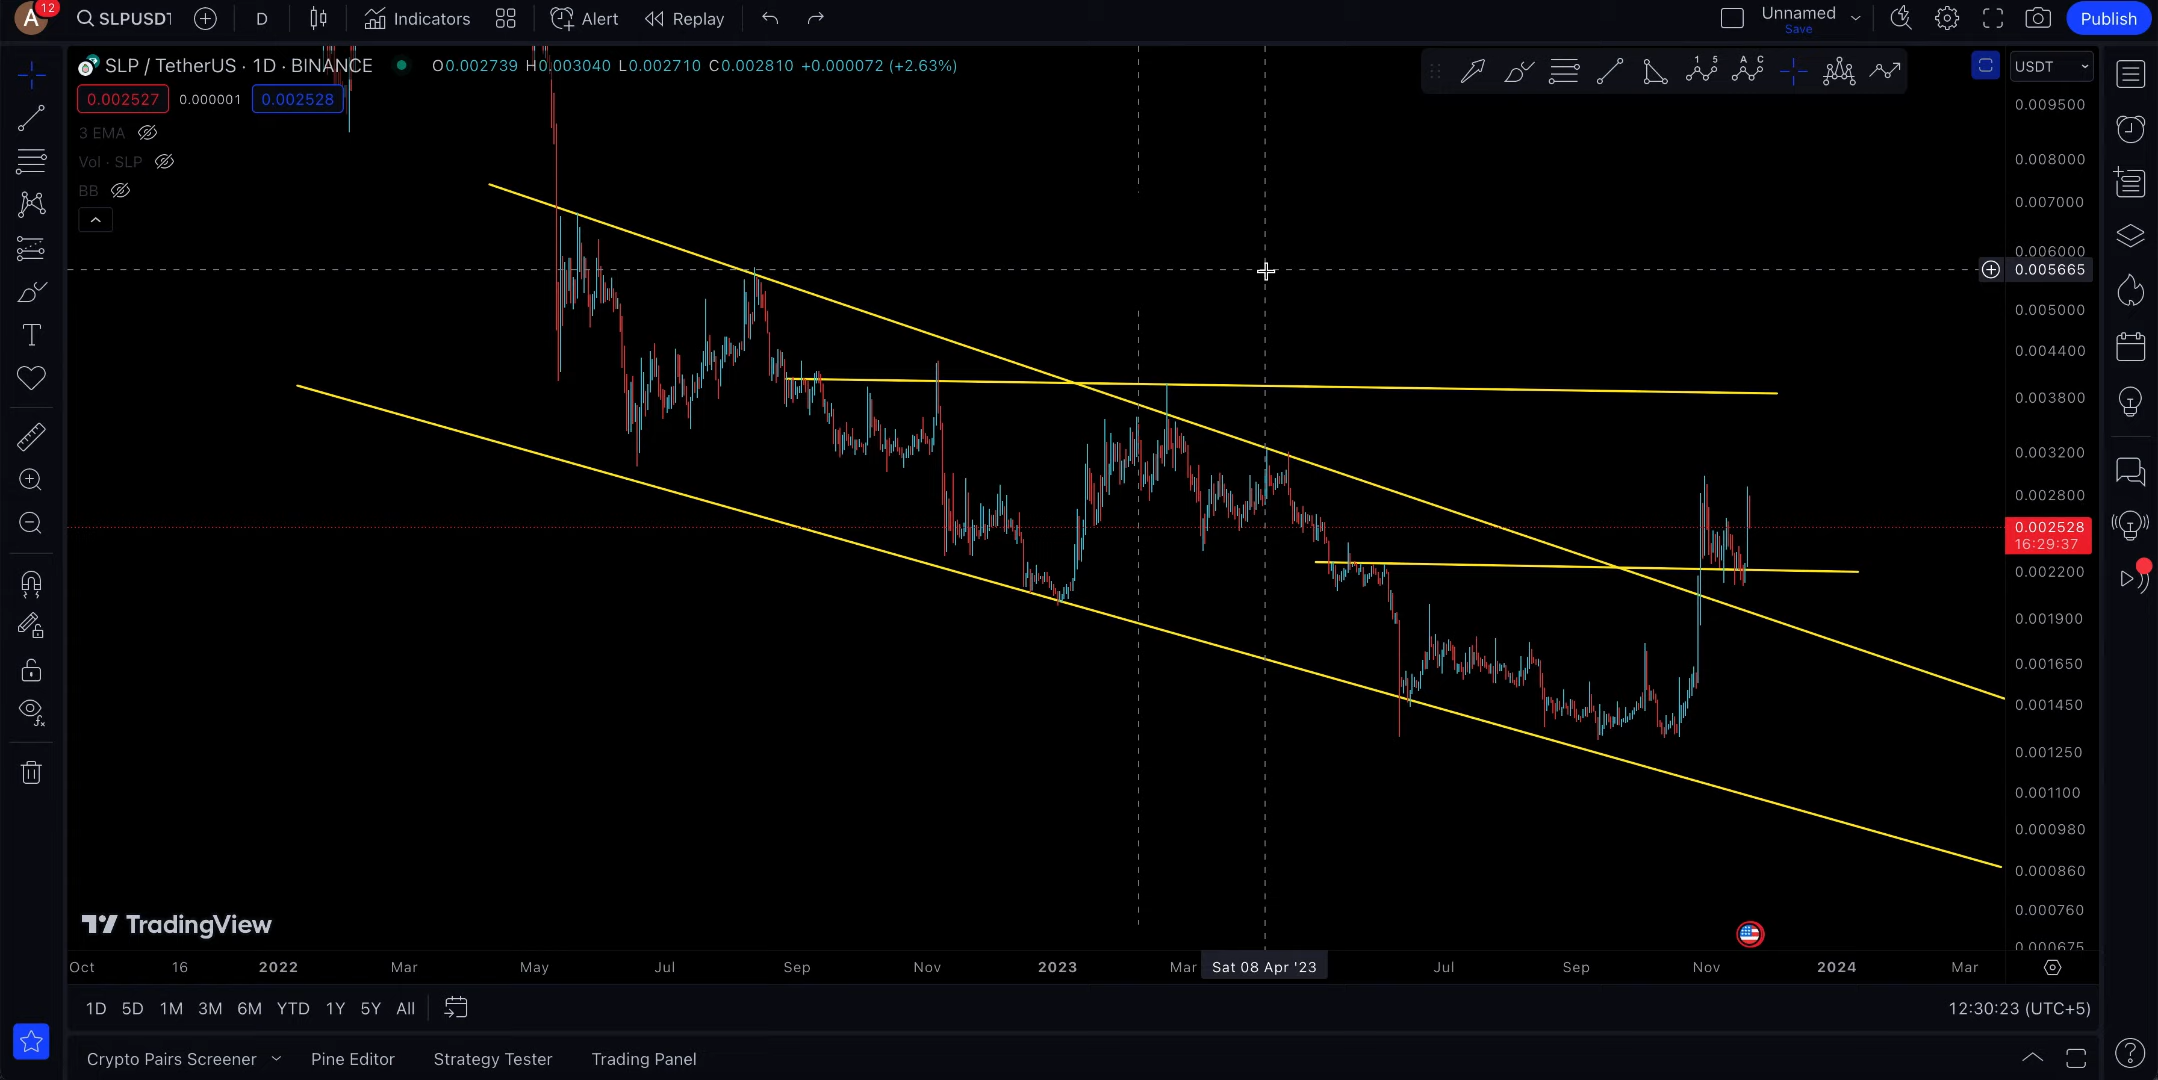 A 12 SLPUSDT D Indicators Alert Replay Unnamed Save Publish
SLP / TetherUS · 1D · BINANCE O0.002739 H0.003040 L0.002710 C0.002810 +0.000072 (+2.63%)
0.002527 0.000001 0.002528
3 EMA
Vol · SLP
BB
1 5 A C
USDT
0.009500
0.008000
0.007000
0.006000
0.005665
0.005000
0.004400
0.003800
0.003200
0.002800
0.002528
16:29:37
0.002200
0.001900
0.001650
0.001450
0.001250
0.001100
0.000980
0.000860
0.000760
0.000675
TradingView
Oct 16 2022 Mar May Jul Sep Nov 2023 Mar Sat 08 Apr '23 Jul Sep Nov 2024 Mar
1D 5D 1M 3M 6M YTD 1Y 5Y All 12:30:23 (UTC+5)
Crypto Pairs Screener Pine Editor Strategy Tester Trading Panel